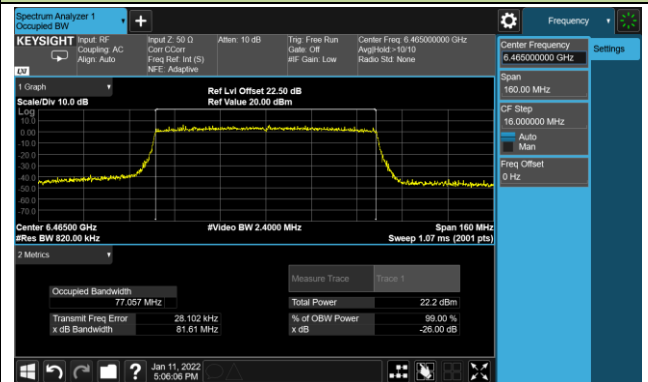 Spectrum Analyzer 1
Occupied BW
Frequency
KEYSIGHT
Input: RF
Coupling: AC
Align: Auto
Input Z: 50 Ω
Corr CCorr
Freq Ref: Int (S)
NFE: Adaptive
Atten: 10 dB
Trig: Free Run
Gate: Off
#IF Gain: Low
Center Freq: 6.465000000 GHz
Avg|Hold:>10/10
Radio Std: None
LXI
Center Frequency
6.465000000 GHz
Settings
Span
160.00 MHz
CF Step
16.000000 MHz
Auto
Man
Freq Offset
0 Hz
1 Graph
Scale/Div 10.0 dB
Ref Lvl Offset 22.50 dB
Ref Value 20.00 dBm
Log
10.0
0.00
-10.0
-20.0
-30.0
-40.0
-50.0
-60.0
-70.0
Center 6.46500 GHz
#Video BW 2.4000 MHz
Span 160 MHz
#Res BW 820.00 kHz
Sweep 1.07 ms (2001 pts)
2 Metrics
Measure Trace
Trace 1
Occupied Bandwidth
77.057 MHz
Total Power
22.2 dBm
Transmit Freq Error
28.102 kHz
% of OBW Power
99.00 %
x dB Bandwidth
81.61 MHz
x dB
-26.00 dB
Jan 11, 2022
5:06:06 PM